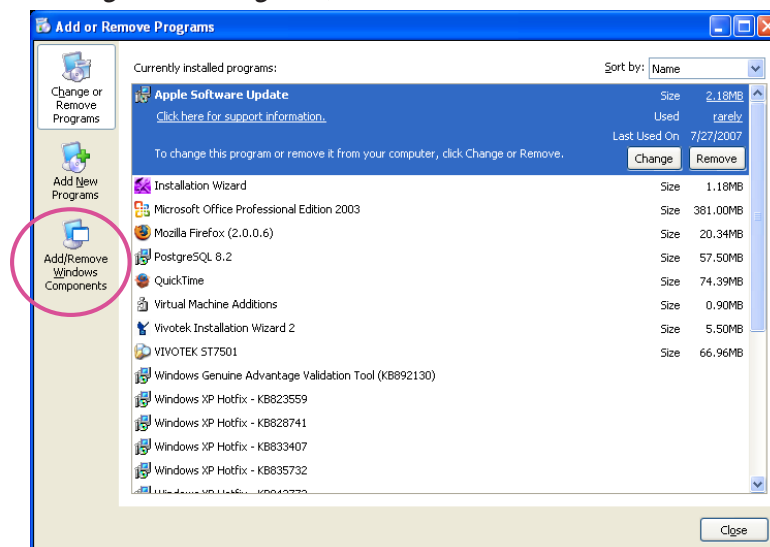 Add or Remove Programs
Change or
Remove
Programs
Add New
Programs
Add/Remove
Windows
Components
Currently installed programs:
Sort by: Name
Apple Software Update Size 2.18MB
Click here for support information. Used rarely
Last Used On 7/27/2007
To change this program or remove it from your computer, click Change or Remove. Change Remove
Installation Wizard Size 1.18MB
Microsoft Office Professional Edition 2003 Size 381.00MB
Mozilla Firefox (2.0.0.6) Size 20.34MB
PostgreSQL 8.2 Size 57.50MB
QuickTime Size 74.39MB
Virtual Machine Additions Size 0.90MB
Vivotek Installation Wizard 2 Size 5.50MB
VIVOTEK ST7501 Size 66.96MB
Windows Genuine Advantage Validation Tool (KB892130)
Windows XP Hotfix - KB823559
Windows XP Hotfix - KB828741
Windows XP Hotfix - KB833407
Windows XP Hotfix - KB835732
Windows XP Hotfix
Close